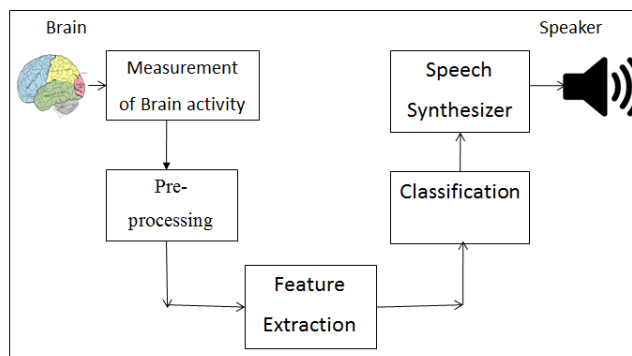 Brain
Speaker
Measurement
of Brain activity
Pre-
processing
Feature
Extraction
Classification
Speech
Synthesizer